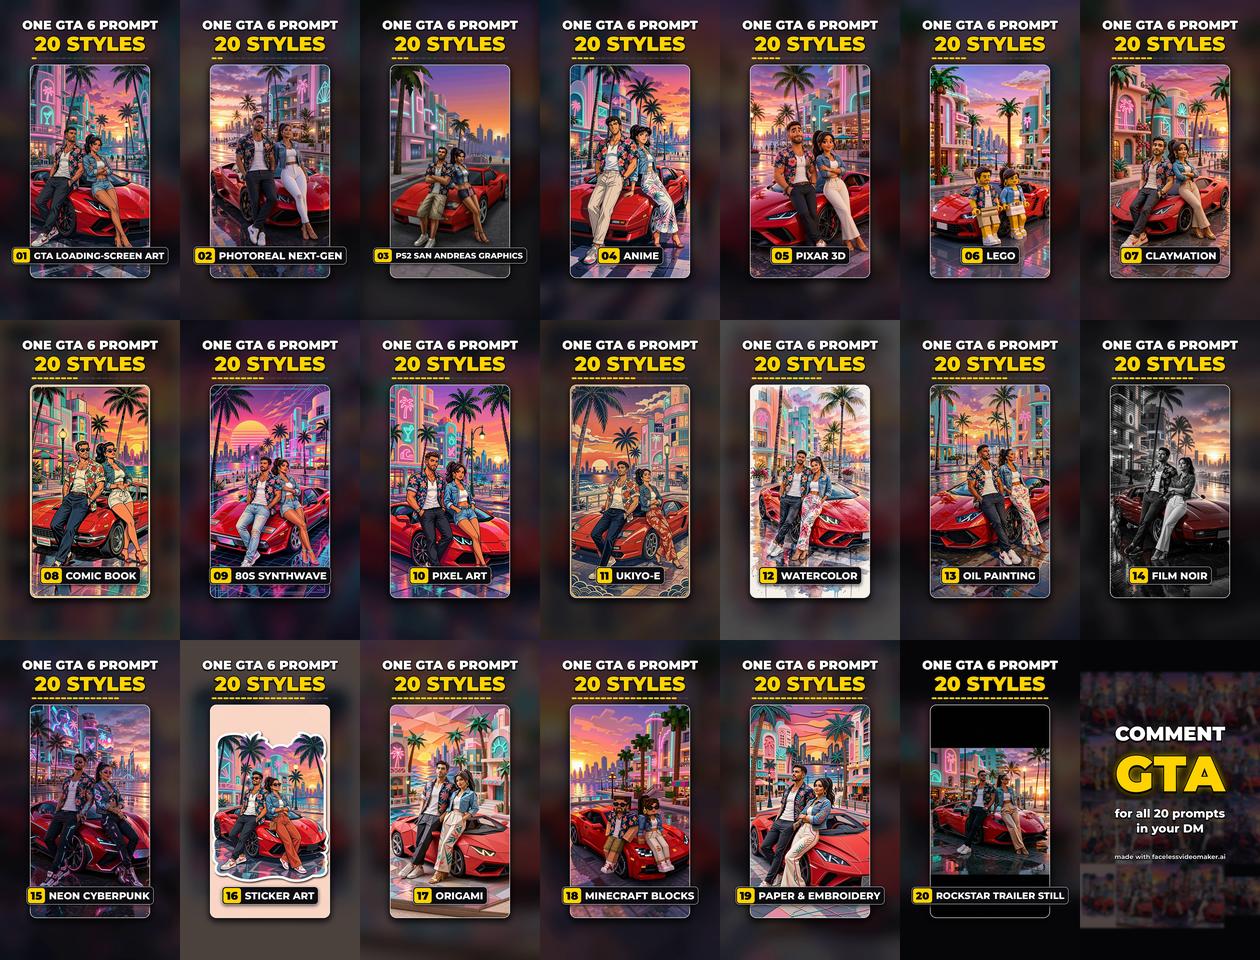 ONE GTA 6 PROMPT
20 STYLES
01 GTA LOADING-SCREEN ART
ONE GTA 6 PROMPT
20 STYLES
02 PHOTOREAL NEXT-GEN
ONE GTA 6 PROMPT
20 STYLES
03 PS2 SAN ANDREAS GRAPHICS
ONE GTA 6 PROMPT
20 STYLES
04 ANIME
ONE GTA 6 PROMPT
20 STYLES
05 PIXAR 3D
ONE GTA 6 PROMPT
20 STYLES
06 LEGO
ONE GTA 6 PROMPT
20 STYLES
07 CLAYMATION
ONE GTA 6 PROMPT
20 STYLES
08 COMIC BOOK
ONE GTA 6 PROMPT
20 STYLES
09 80S SYNTHWAVE
ONE GTA 6 PROMPT
20 STYLES
10 PIXEL ART
ONE GTA 6 PROMPT
20 STYLES
11 UKIYO-E
ONE GTA 6 PROMPT
20 STYLES
12 WATERCOLOR
ONE GTA 6 PROMPT
20 STYLES
13 OIL PAINTING
ONE GTA 6 PROMPT
20 STYLES
14 FILM NOIR
ONE GTA 6 PROMPT
20 STYLES
15 NEON CYBERPUNK
ONE GTA 6 PROMPT
20 STYLES
16 STICKER ART
ONE GTA 6 PROMPT
20 STYLES
17 ORIGAMI
ONE GTA 6 PROMPT
20 STYLES
18 MINECRAFT BLOCKS
ONE GTA 6 PROMPT
20 STYLES
19 PAPER & EMBROIDERY
ONE GTA 6 PROMPT
20 STYLES
20 ROCKSTAR TRAILER STILL
COMMENT
GTA
for all 20 prompts
in your DM
made with facelessvideomaker.ai